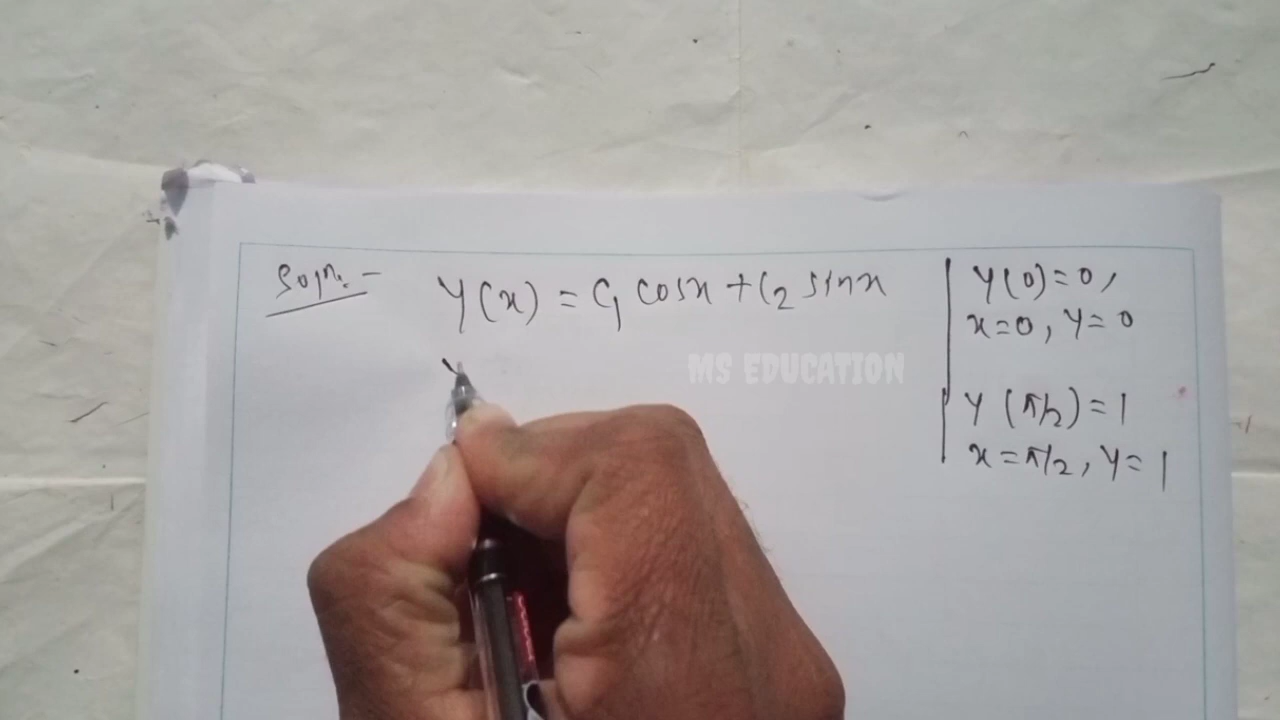 Soln:- y(x) = C1 cosx + C2 sinx
MS EDUCATION
y(0)=0,
x=0, y=0
y(π/2)=1
x=π/2, y=1